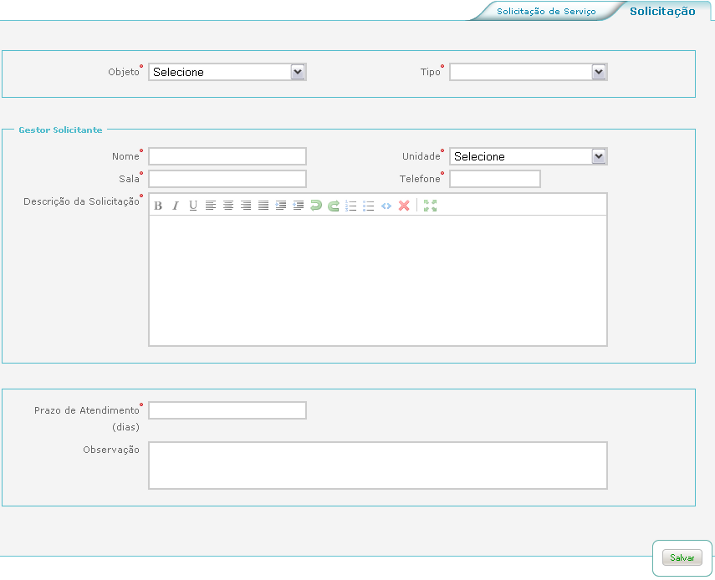 Solicitação de Serviço Solicitação
Objeto* Selecione Tipo*
Gestor Solicitante
Nome* Unidade* Selecione
Sala* Telefone*
Descrição da Solicitação* B I U
Prazo de Atendimento*
(dias)
Observação
Salvar